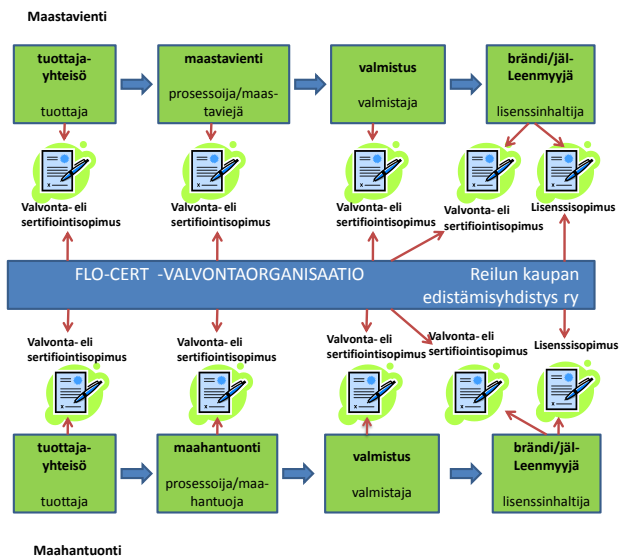 Maastavienti
tuottaja-
yhteisö
tuottaja
maastavienti
prosessoija/maas-
taviejä
valmistus
valmistaja
brändi/jäl-
Leenmyyjä
lisenssinhaltija
Valvonta- eli
sertifiointisopimus
Valvonta- eli
sertifiointisopimus
Valvonta- eli
sertifiointisopimus
Valvonta- eli
sertifiointisopimus
Lisenssisopimus
FLO-CERT -VALVONTAORGANISAATIO
Reilun kaupan
edistämisyhdistys ry
Valvonta- eli
sertifiointisopimus
Valvonta- eli
sertifiointisopimus
Valvonta- eli
sertifiointisopimus
Valvonta- eli
sertifiointisopimus
Lisenssisopimus
tuottaja-
yhteisö
tuottaja
maahantuonti
prosessoija/maa-
hantuoja
valmistus
valmistaja
brändi/jäl-
Leenmyyjä
lisenssinhaltija
Maahantuonti